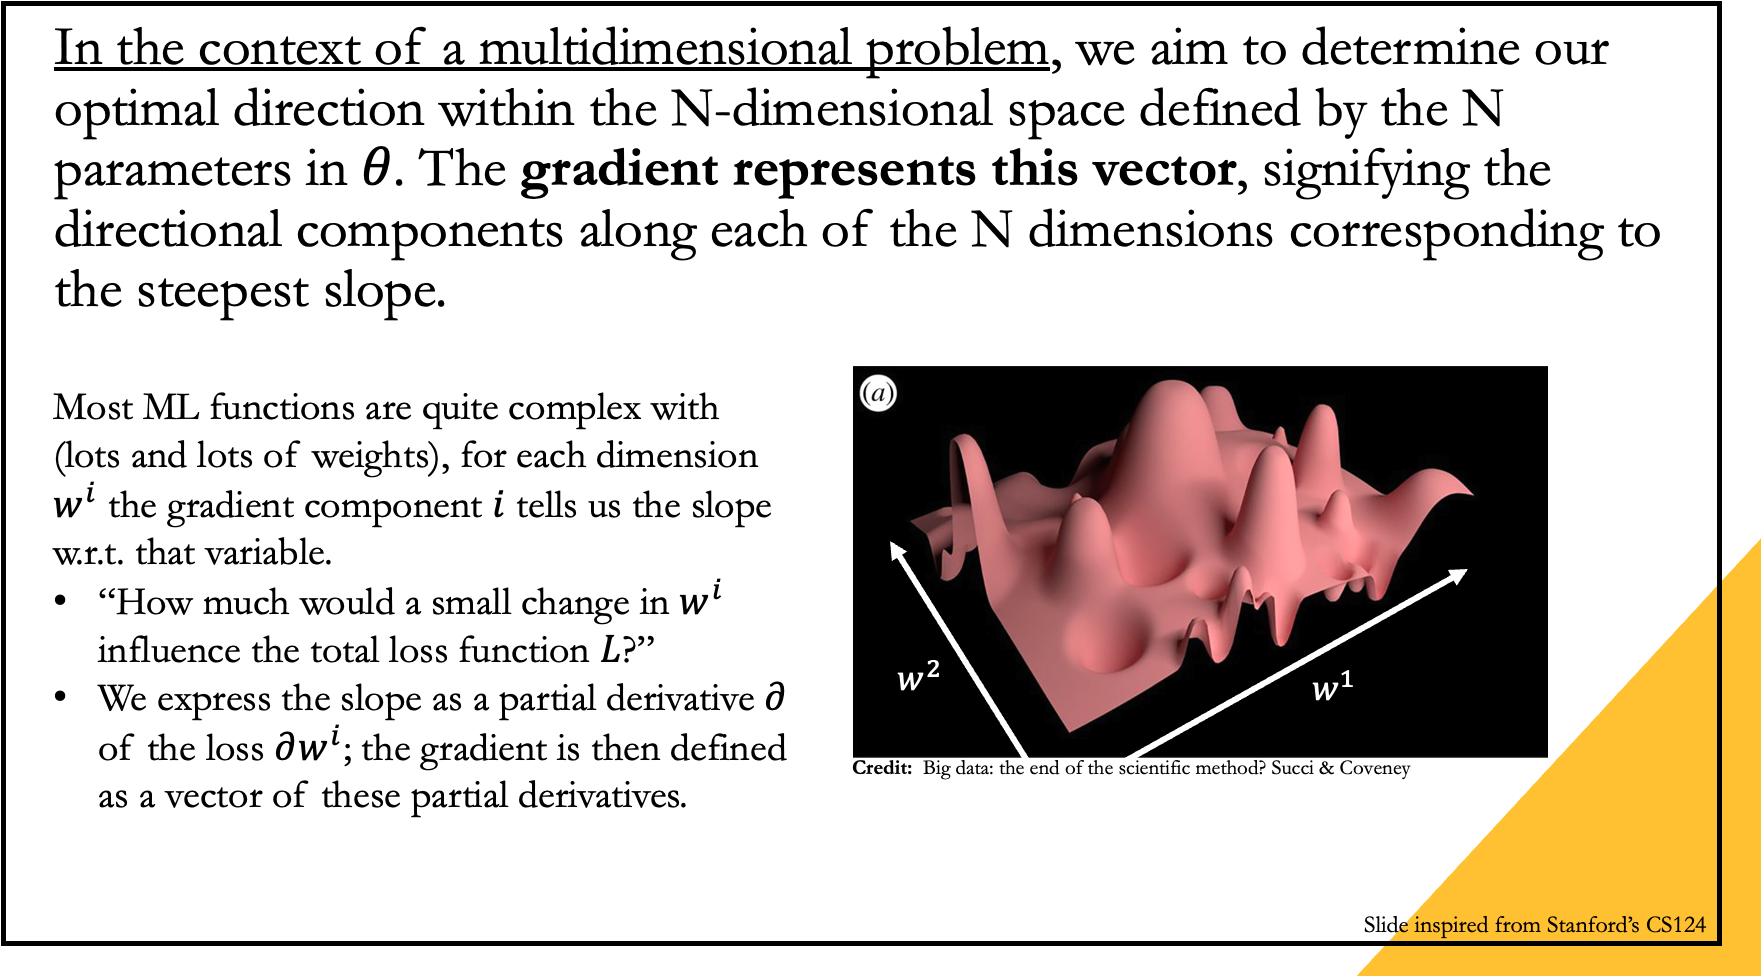 In the context of a multidimensional problem, we aim to determine our
optimal direction within the N-dimensional space defined by the N
parameters in θ. The gradient represents this vector, signifying the
directional components along each of the N dimensions corresponding to
the steepest slope.
Most ML functions are quite complex with
(lots and lots of weights), for each dimension
wⁱ the gradient component i tells us the slope
w.r.t. that variable.
• “How much would a small change in wⁱ
influence the total loss function L?”
• We express the slope as a partial derivative ∂
of the loss ∂wⁱ; the gradient is then defined
as a vector of these partial derivatives.
(a)
w²
w¹
Credit: Big data: the end of the scientific method? Succi & Coveney
Slide inspired from Stanford’s CS124